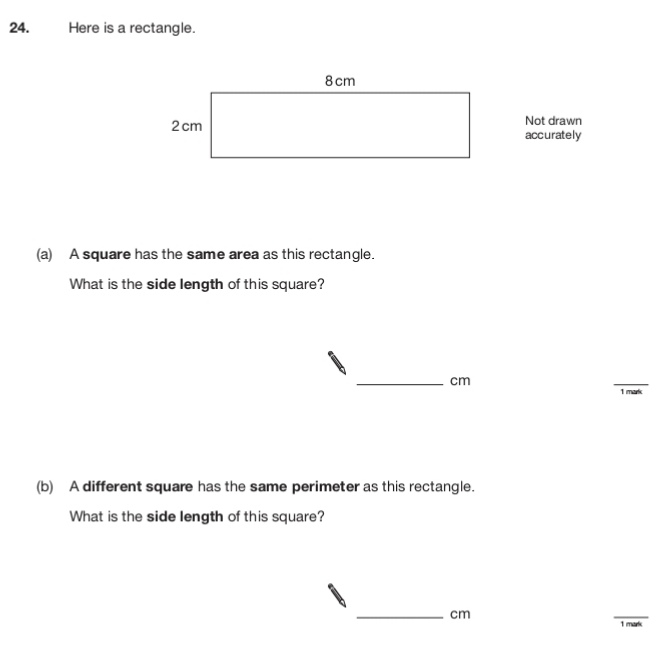 24. Here is a rectangle.
8 cm
2 cm
Not drawn
accurately
(a) A square has the same area as this rectangle.
What is the side length of this square?
cm
1 mark
(b) A different square has the same perimeter as this rectangle.
What is the side length of this square?
cm
1 mark